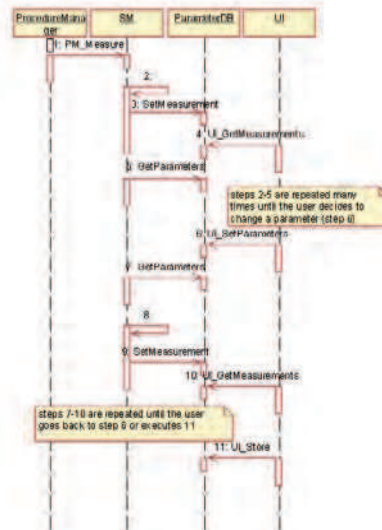 ProcedureMana
ger
SM
ParameterDB
UI
1: PM_Measure
2:
3: SetMeasurement
4: UI_GetMeasurements
5: GetParameters
steps 2-5 are repeated many
times until the user decides to
change a parameter (step 6)
6: UI_SetParameters
7: GetParameters
8:
9: SetMeasurement
10: UI_GetMeasurements
steps 7-10 are repeated until the user
goes back to step 6 or executes 11
11: UI_Store